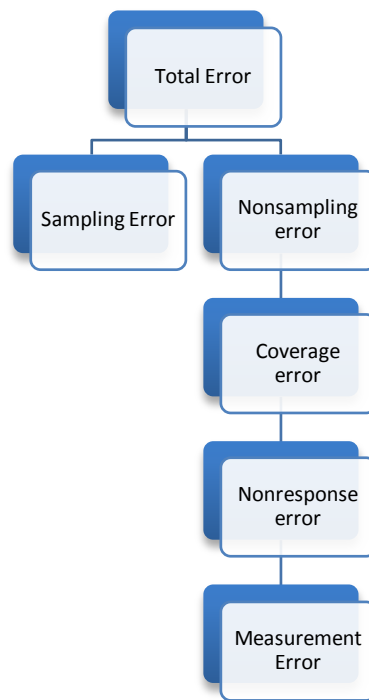 Total Error
Sampling Error
Nonsampling
error
Coverage
error
Nonresponse
error
Measurement
Error